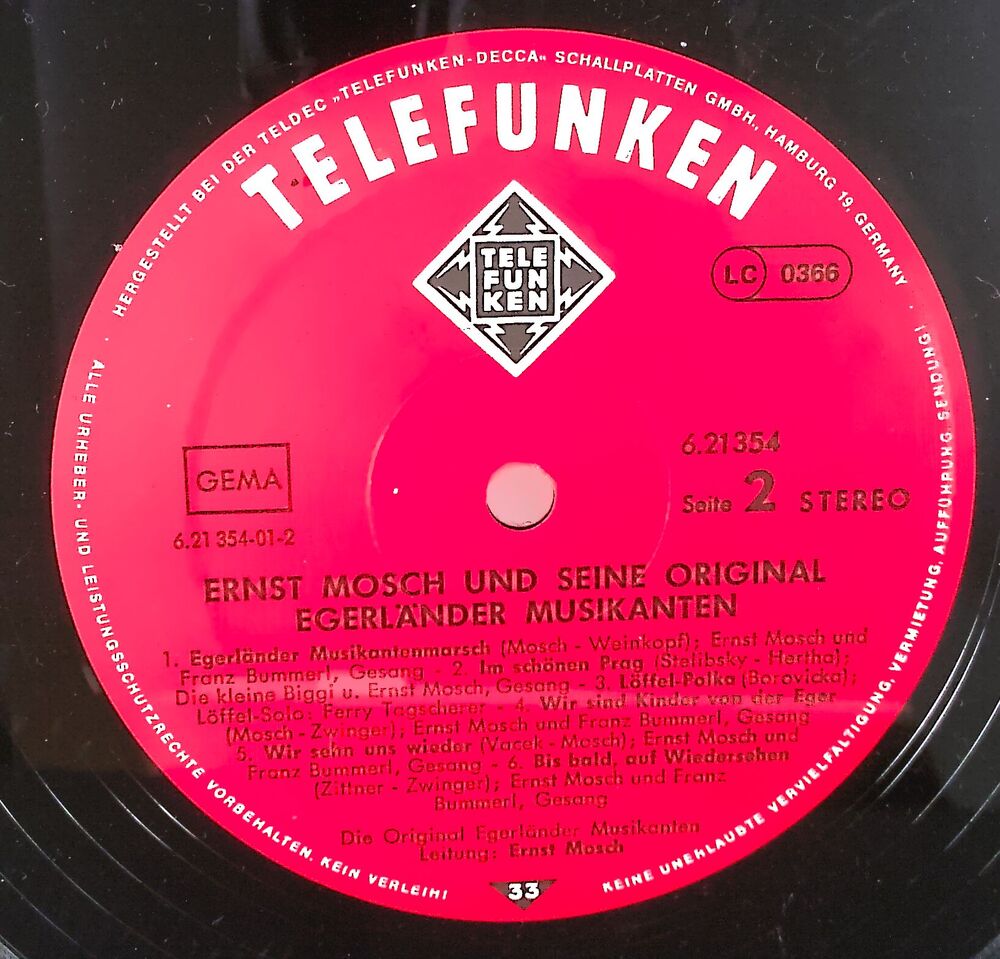 HERGESTELLT BEI DER TELDEC »TELEFUNKEN-DECCA« SCHALLPLATTEN GMBH., HAMBURG 19, GERMANY ·
TELEFUNKEN
TELE
FUN
KEN
LC 0366
GEMA
6.21354
Seite 2 STEREO
6.21 354-01-2
ERNST MOSCH UND SEINE ORIGINAL
EGERLÄNDER MUSIKANTEN
1. Egerländer Musikantenmarsch (Mosch - Weinkopf); Ernst Mosch und
Franz Bummerl, Gesang - 2. Im schönen Prag (Stelibsky - Hertha);
Die kleine Biggi u. Ernst Mosch, Gesang - 3. Löffel-Polka (Borovicka);
Löffel-Solo: Ferry Tagscherer - 4. Wir sind Kinder von der Eger
(Mosch - Zwinger); Ernst Mosch und Franz Bummerl, Gesang
5. Wir sehn uns wieder (Vacek - Mosch); Ernst Mosch und
Franz Bummerl, Gesang - 6. Bis bald, auf Wiedersehen
(Zittner - Zwinger); Ernst Mosch und Franz
Bummerl, Gesang
Die Original Egerländer Musikanten
Leitung: Ernst Mosch
33
· ALLE URHEBER- UND LEISTUNGSSCHUTZRECHTE VORBEHALTEN. KEIN VERLEIH!
KEINE UNERLAUBTE VERVIELFÄLTIGUNG, VERMIETUNG, AUFFÜHRUNG, SENDUNG!